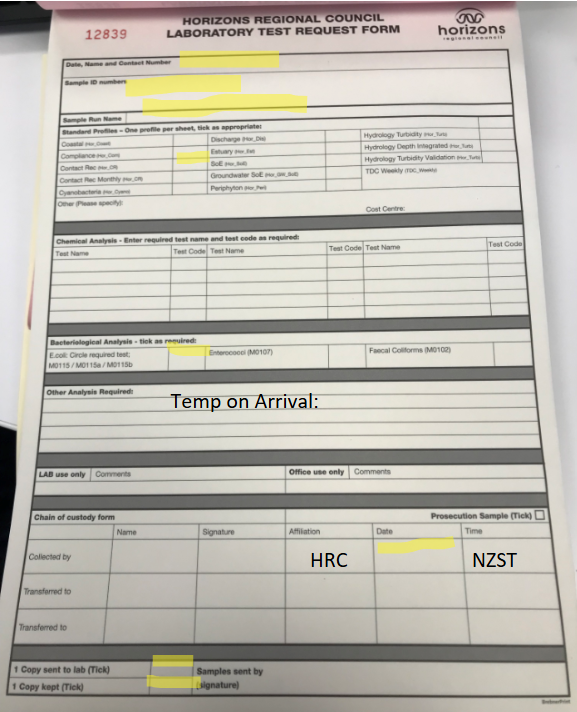 HORIZONS REGIONAL COUNCIL
12839 LABORATORY TEST REQUEST FORM
horizons
regional council
Date, Name and Contact Number
Sample ID numbers
Sample Run Name
Standard Profiles – One profile per sheet, tick as appropriate:
Coastal (Hor_Coast) Discharge (Hor_Dis) Hydrology Turbidity (Hor_Turb)
Compliance (Hor_Com) Estuary (Hor_Est) Hydrology Depth Integrated (Hor_Turb)
Contact Rec (Hor_CR) SoE (Hor_SoE) Hydrology Turbidity Validation (Hor_Turb)
Contact Rec Monthly (Hor_CR) Groundwater SoE (Hor_GW_SoE) TDC Weekly (TDC_Weekly)
Cyanobacteria (Hor_Cyano) Periphyton (Hor_Peri)
Other (Please specify): Cost Centre:
Chemical Analysis - Enter required test name and test code as required:
Test Name Test Code Test Name Test Code Test Name Test Code
Bacteriological Analysis - tick as required:
E.coli: Circle required test; Enterococci (M0107) Faecal Coliforms (M0102)
M0115 / M0115a / M0115b
Other Analysis Required:
Temp on Arrival:
LAB use only Comments Office use only Comments
Chain of custody form Prosecution Sample (Tick)
Name Signature Affiliation Date Time
Collected by HRC NZST
Transferred to
Transferred to
1 Copy sent to lab (Tick) Samples sent by
1 Copy kept (Tick) (signature)